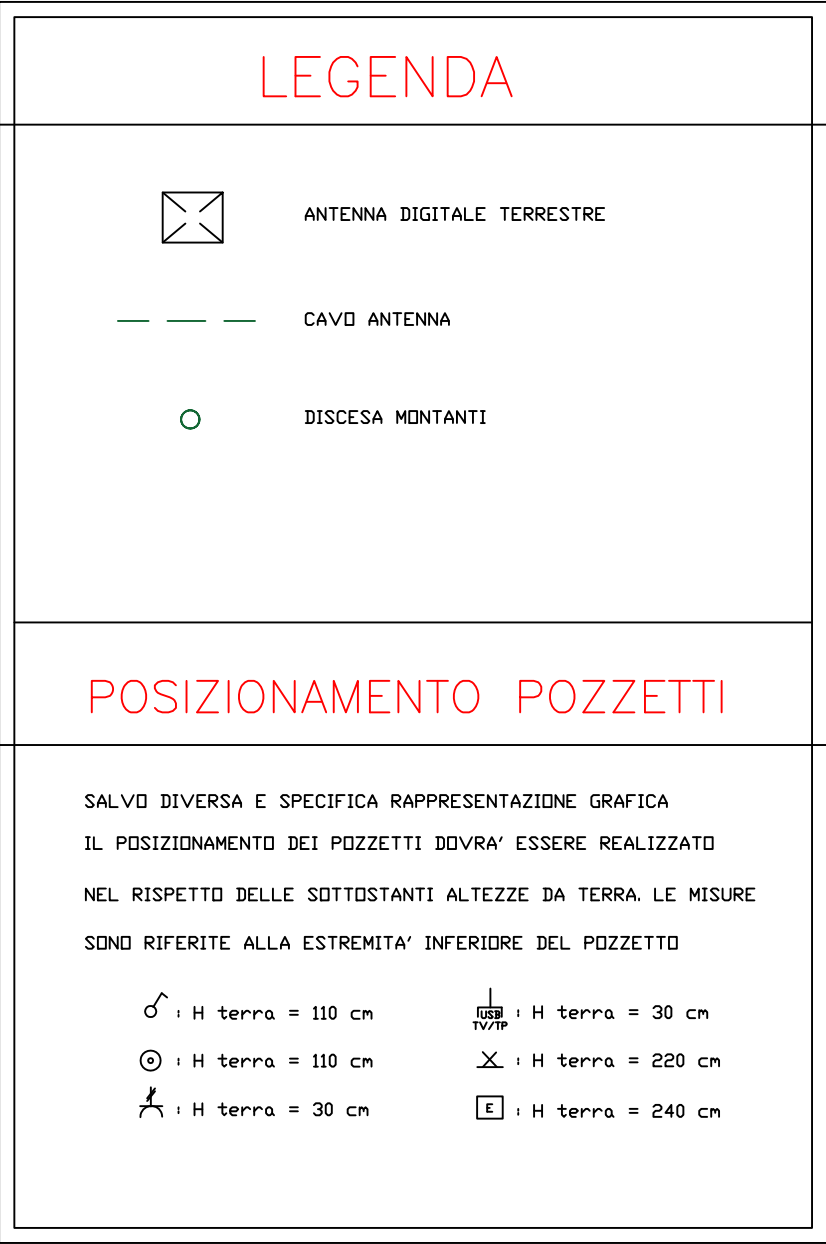 LEGENDA
ANTENNA DIGITALE TERRESTRE
CAVO ANTENNA
DISCESA MONTANTI
POSIZIONAMENTO POZZETTI
SALVO DIVERSA E SPECIFICA RAPPRESENTAZIONE GRAFICA
IL POSIZIONAMENTO DEI POZZETTI DOVRA' ESSERE REALIZZATO
NEL RISPETTO DELLE SOTTOSTANTI ALTEZZE DA TERRA. LE MISURE
SONO RIFERITE ALLA ESTREMITA' INFERIORE DEL POZZETTO
: H terra = 110 cm
: H terra = 110 cm
: H terra = 30 cm
USB
TV/TP : H terra = 30 cm
: H terra = 220 cm
E : H terra = 240 cm